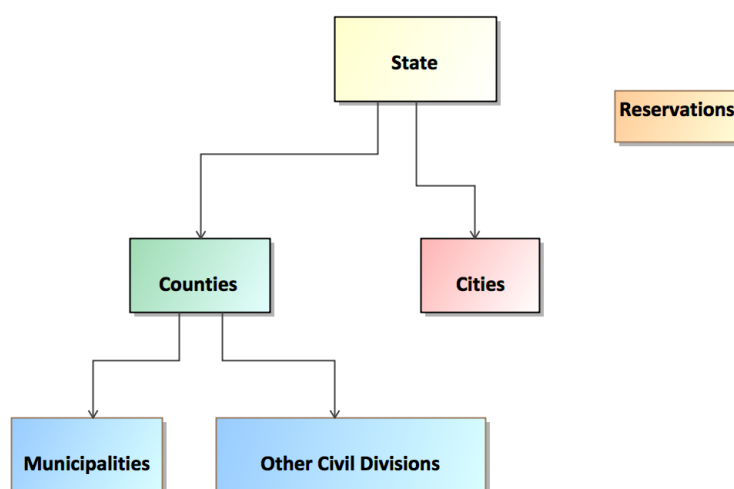 State
Reservations
Counties
Cities
Municipalities
Other Civil Divisions